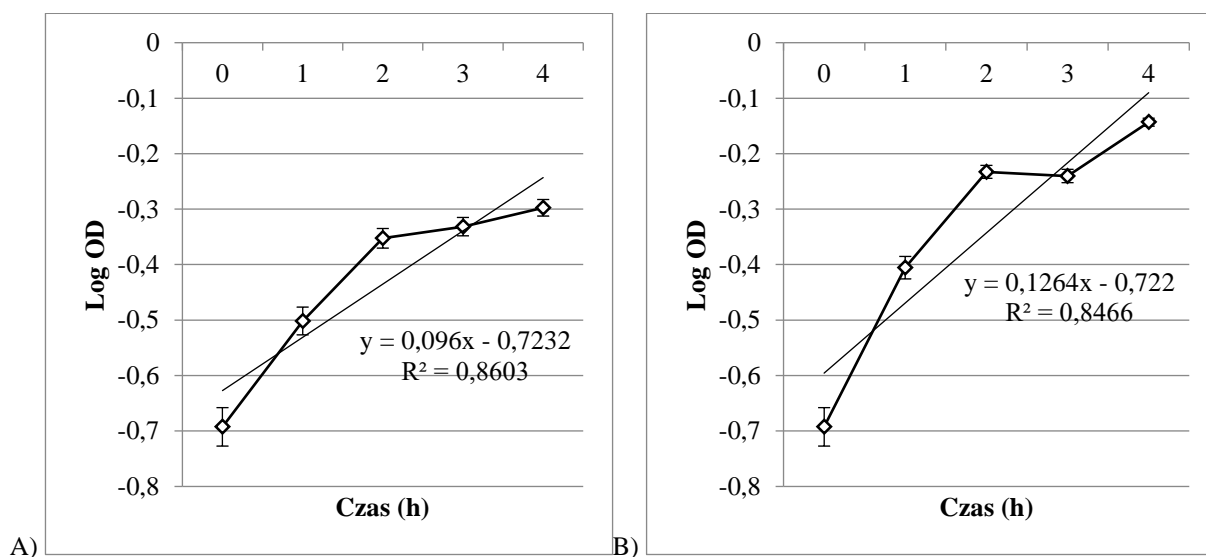 0
0 1 2 3 4
-0,1
-0,2
-0,3
-0,4
-0,5
-0,6
-0,7
-0,8
Log OD
y = 0,096x - 0,7232
R² = 0,8603
Czas (h)
A)
0
0 1 2 3 4
-0,1
-0,2
-0,3
-0,4
-0,5
-0,6
-0,7
-0,8
Log OD
y = 0,1264x - 0,722
R² = 0,8466
Czas (h)
B)